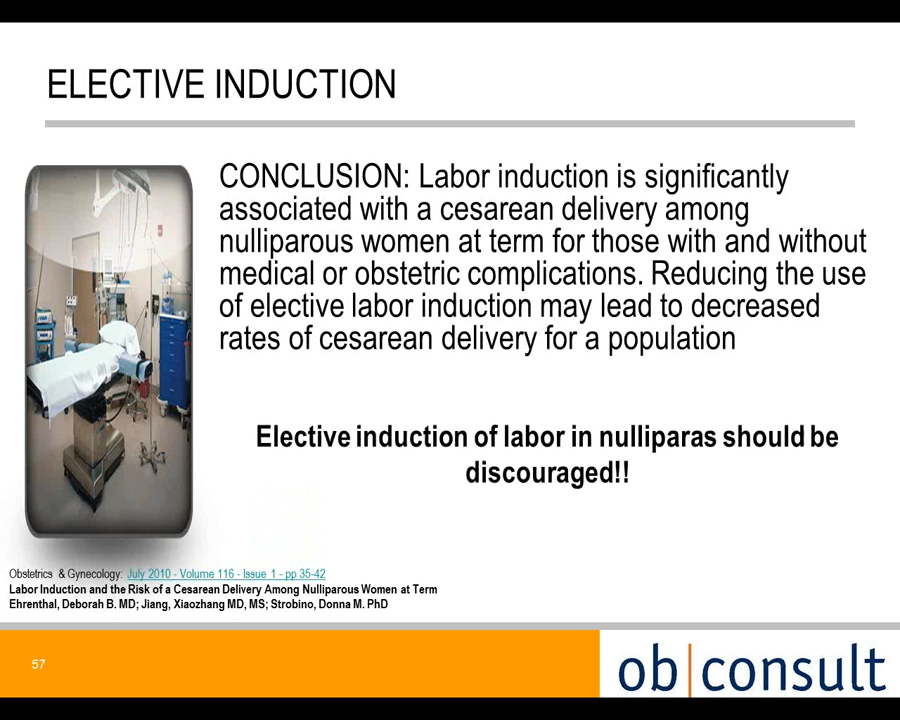 ELECTIVE INDUCTION
CONCLUSION: Labor induction is significantly
associated with a cesarean delivery among
nulliparous women at term for those with and without
medical or obstetric complications. Reducing the use
of elective labor induction may lead to decreased
rates of cesarean delivery for a population
Elective induction of labor in nulliparas should be
discouraged!!
Obstetrics & Gynecology: July 2010 - Volume 116 - Issue 1 - pp 35-42
Labor Induction and the Risk of a Cesarean Delivery Among Nulliparous Women at Term
Ehrenthal, Deborah B. MD; Jiang, Xiaozhang MD, MS; Strobino, Donna M. PhD
57
ob|consult